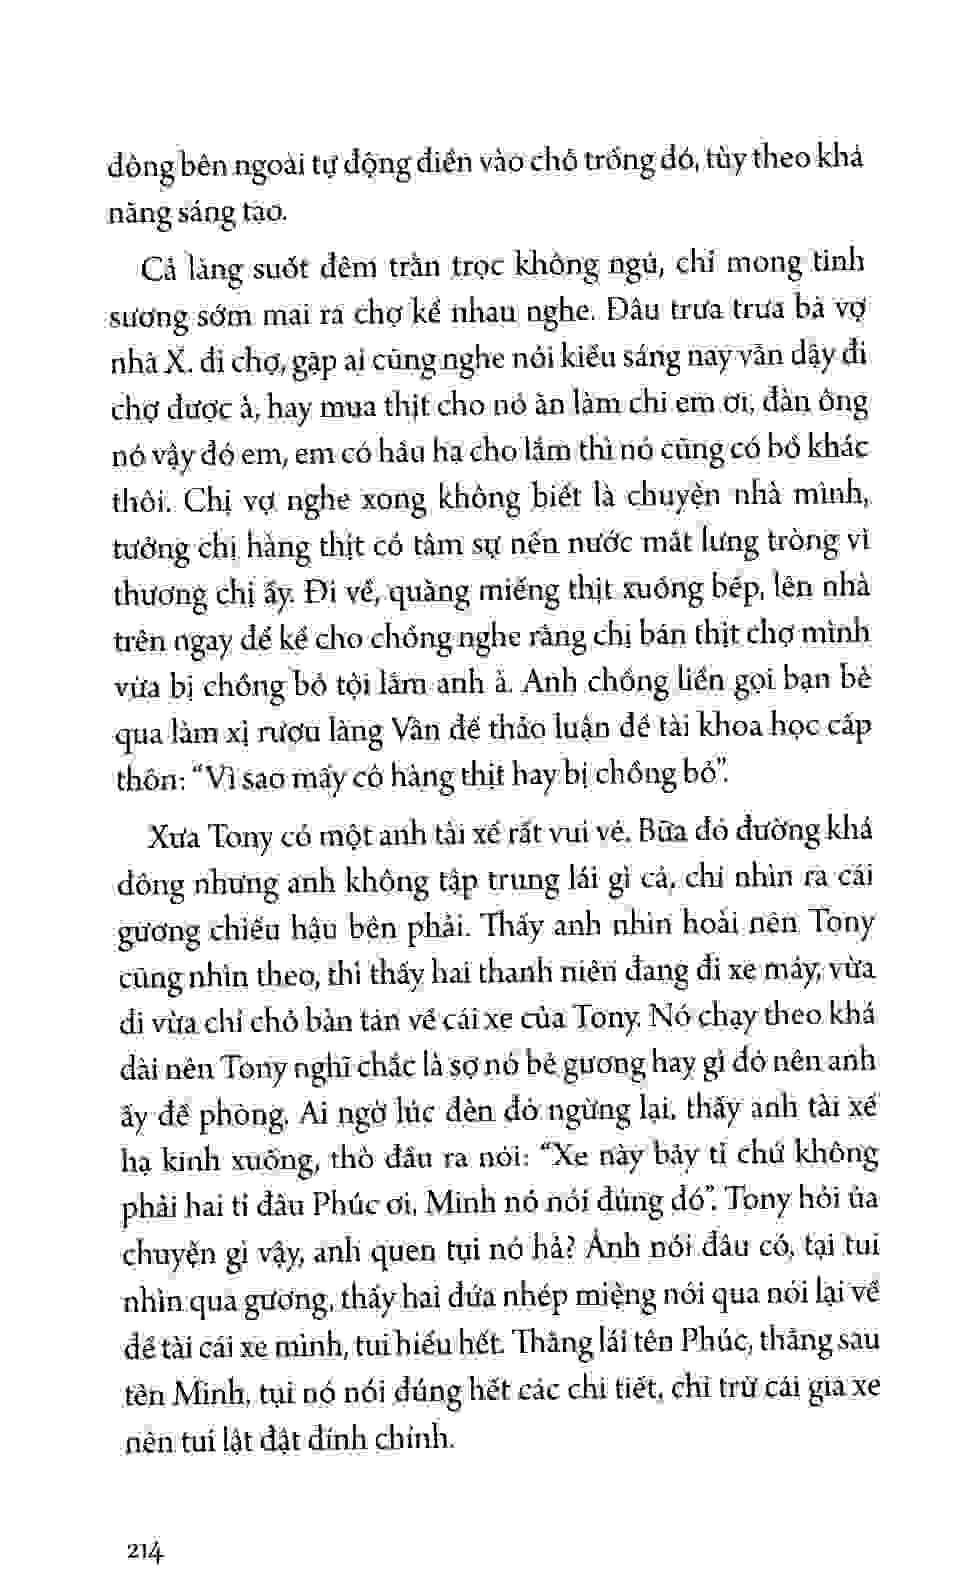 đông bên ngoài tự động điền vào chỗ trống đó, tùy theo khả
năng sáng tạo.
Cả làng suốt đêm trằn trọc không ngủ, chỉ mong tinh
sương sớm mai ra chợ kể nhau nghe. Đâu trưa trưa bà vợ
nhà X. đi chợ, gặp ai cũng nghe nói kiểu sáng nay vẫn dậy đi
chợ được à, hay mua thịt cho nó ăn làm chi em ơi, đàn ông
nó vậy đó em, em có hầu hạ cho lắm thì nó cũng có bồ khác
thôi. Chị vợ nghe xong không biết là chuyện nhà mình,
tưởng chị hàng thịt có tâm sự nên nước mắt lưng tròng vì
thương chị ấy. Đi về, quăng miếng thịt xuống bếp, lên nhà
trên ngay để kể cho chồng nghe rằng chị bán thịt chợ mình
vừa bị chồng bỏ tội lắm anh à. Anh chồng liền gọi bạn bè
qua làm xị rượu làng Vân để thảo luận đề tài khoa học cấp
thôn: “Vì sao mấy cô hàng thịt hay bị chồng bỏ”.
Xưa Tony có một anh tài xế rất vui vẻ. Bữa đó đường khá
đông nhưng anh không tập trung lái gì cả, chỉ nhìn ra cái
gương chiếu hậu bên phải. Thấy anh nhìn hoài nên Tony
cũng nhìn theo, thì thấy hai thanh niên đang đi xe máy, vừa
đi vừa chỉ chỏ bàn tán về cái xe của Tony. Nó chạy theo khá
dài nên Tony nghĩ chắc là sợ nó bẻ gương hay gì đó nên anh
ấy đề phòng. Ai ngờ lúc đèn đỏ ngừng lại, thấy anh tài xế
hạ kính xuống, thò đầu ra nói: “Xe này bảy tỉ chứ không
phải hai tỉ đâu Phúc ơi, Minh nó nói đúng đó”. Tony hỏi ủa
chuyện gì vậy, anh quen tụi nó hả? Ảnh nói đâu có, tại tui
nhìn qua gương, thấy hai đứa nhép miệng nói qua nói lại về
đề tài cái xe mình, tui hiểu hết. Thằng lái tên Phúc, thằng sau
tên Minh, tụi nó nói đúng hết các chi tiết, chỉ trừ cái giá xe
nên tui lật đật đính chính.
214